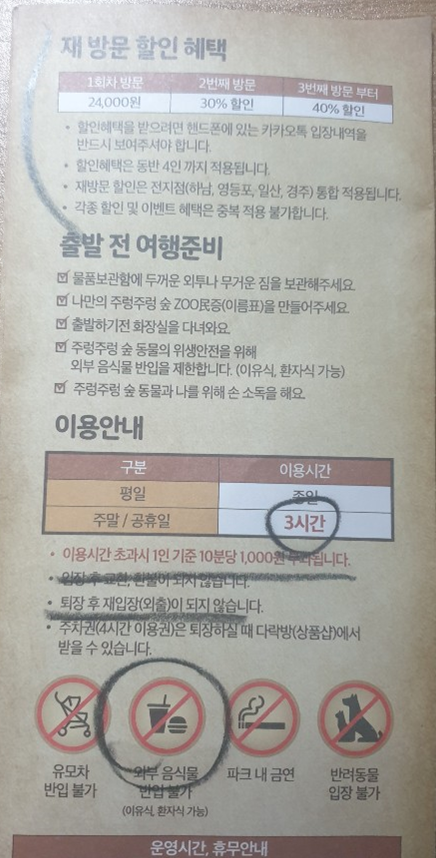 재 방문 할인 혜택
1회차 방문 2번째 방문 3번째 방문 부터
24,000원 30% 할인 40% 할인
• 할인혜택을 받으려면 핸드폰에 있는 카카오톡 입장내역을
반드시 보여주셔야 합니다.
• 할인혜택은 동반 4인 까지 적용됩니다.
• 재방문 할인은 전지점(하남, 영등포, 일산, 경주) 통합 적용됩니다.
• 각종 할인 및 이벤트 혜택은 중복 적용 불가합니다.
출발 전 여행준비
☑ 물품보관함에 두꺼운 외투나 무거운 짐을 보관해주세요.
☑ 나만의 주렁주렁 숲 ZOO民증(이름표)을 만들어주세요.
☑ 출발하기전 화장실을 다녀와요.
☑ 주렁주렁 숲 동물의 위생안전을 위해
외부 음식물 반입을 제한합니다. (이유식, 환자식 가능)
☑ 주렁주렁 숲 동물과 나를 위해 손 소독을 해요.
이용안내
구분 이용시간
평일 종일
주말 / 공휴일 3시간
• 이용시간 초과시 1인 기준 10분당 1,000원 부과됩니다.
• 입장 후 교환, 환불이 되지 않습니다.
• 퇴장 후 재입장(외출)이 되지 않습니다.
• 주차권(4시간 이용권)은 퇴장하실 때 다락방(상품샵)에서
받을 수 있습니다.
유모차 외부 음식물 파크 내 금연 반려동물
반입 불가 반입 불가 입장 불가
(이유식, 환자식 가능)
운영시간, 휴무안내